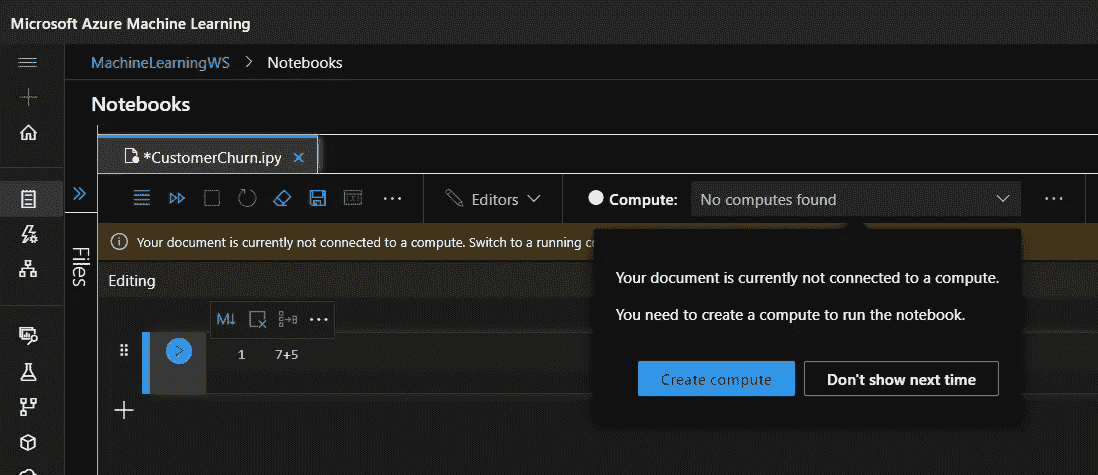 Microsoft Azure Machine Learning
MachineLearningWS > Notebooks
Notebooks
*CustomerChurn.ipy
Editors
Compute:
No computes found
Your document is currently not connected to a compute. Switch to a running
Files
Editing
Your document is currently not connected to a compute.
You need to create a compute to run the notebook.
Create compute
Don't show next time
M↓
1 7+5